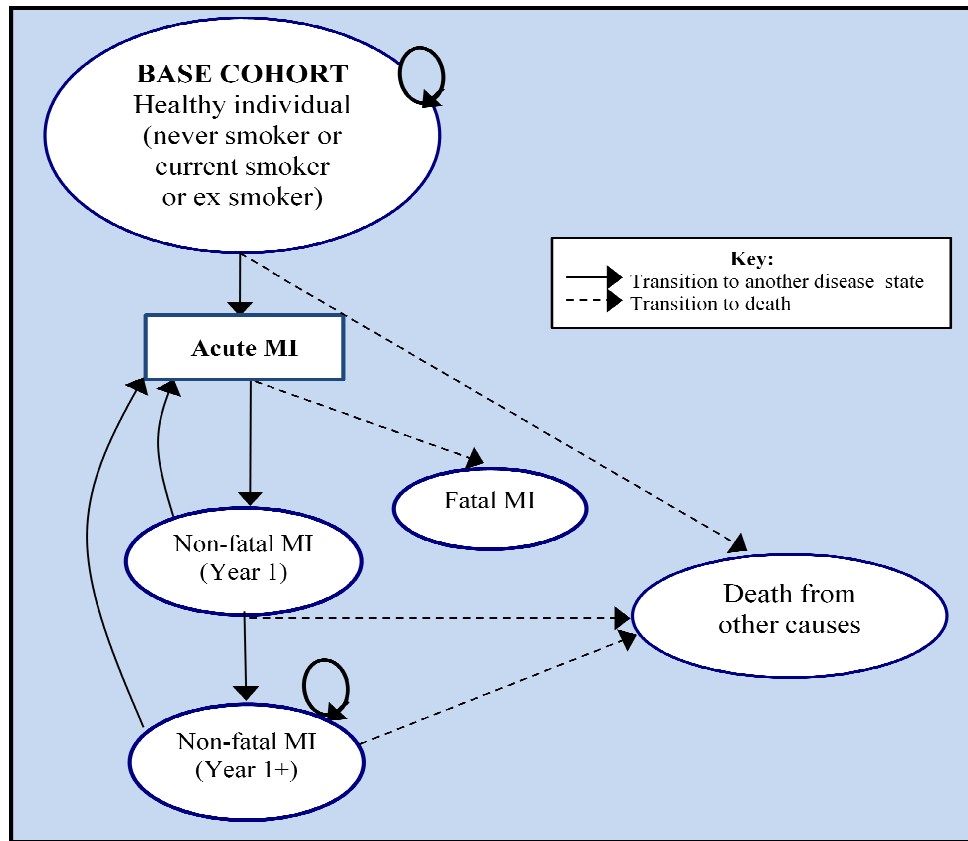 BASE COHORT
Healthy individual
(never smoker or
current smoker
or ex smoker)
Key:
Transition to another disease state
Transition to death
Acute MI
Fatal MI
Non-fatal MI
(Year 1)
Death from
other causes
Non-fatal MI
(Year 1+)